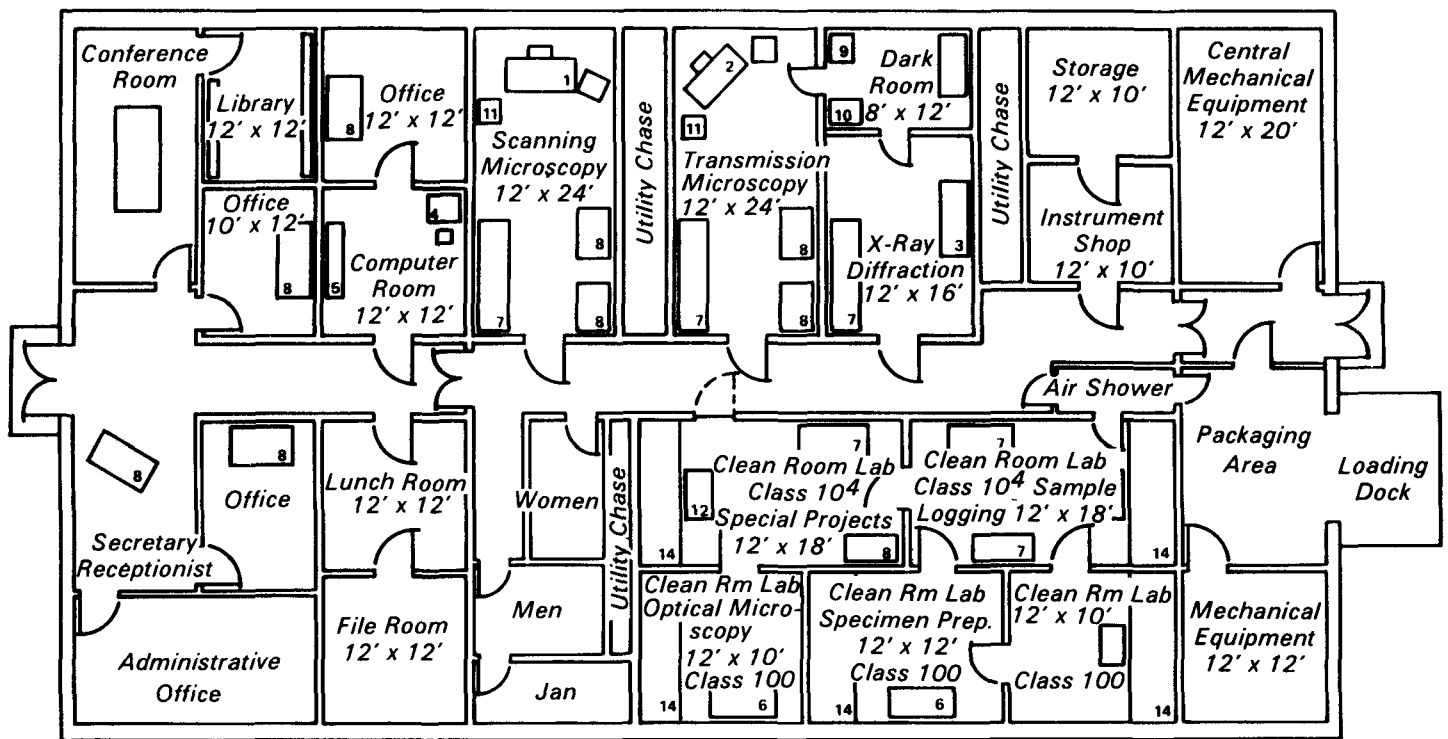 Conference
Room
Library
12' x 12'
Office
12' x 12'
8
1
11
Scanning
Microscopy
12' x 24'
7
8
8
Utility Chase
2
11
Transmission
Microscopy
12' x 24'
7
8
8
9
10
Dark
Room
8' x 12'
X-Ray
Diffraction
12' x 16'
3
7
Utility Chase
Storage
12' x 10'
Instrument
Shop
12' x 10'
Central
Mechanical
Equipment
12' x 20'
Office
10' x 12'
8
4
5
Computer
Room
12' x 12'
Air Shower
Packaging
Area
Loading
Dock
8
Secretary
Receptionist
8
Office
Lunch Room
12' x 12'
Women
Utility Chase
7
Clean Room Lab
Class 10⁴
Special Projects
12' x 18'
12
8
14
7
Clean Room Lab
Class 10⁴ Sample
Logging 12' x 18'
7
14
Administrative
Office
File Room
12' x 12'
Men
Jan
Clean Rm Lab
Optical Micro-
scopy
12' x 10'
Class 100
14
6
Clean Rm Lab
Specimen Prep.
12' x 12'
Class 100
14
6
Clean Rm Lab
12' x 10'
Class 100
14
Mechanical
Equipment
12' x 12'